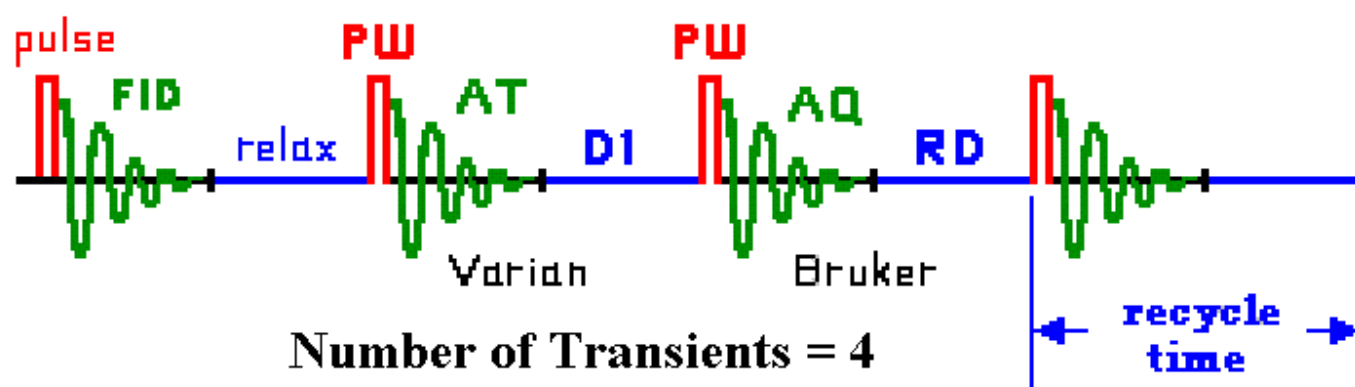 pulse
PW
PW
FID
AT
AQ
relax
D1
RD
Varian
Bruker
recycle
time
Number of Transients = 4